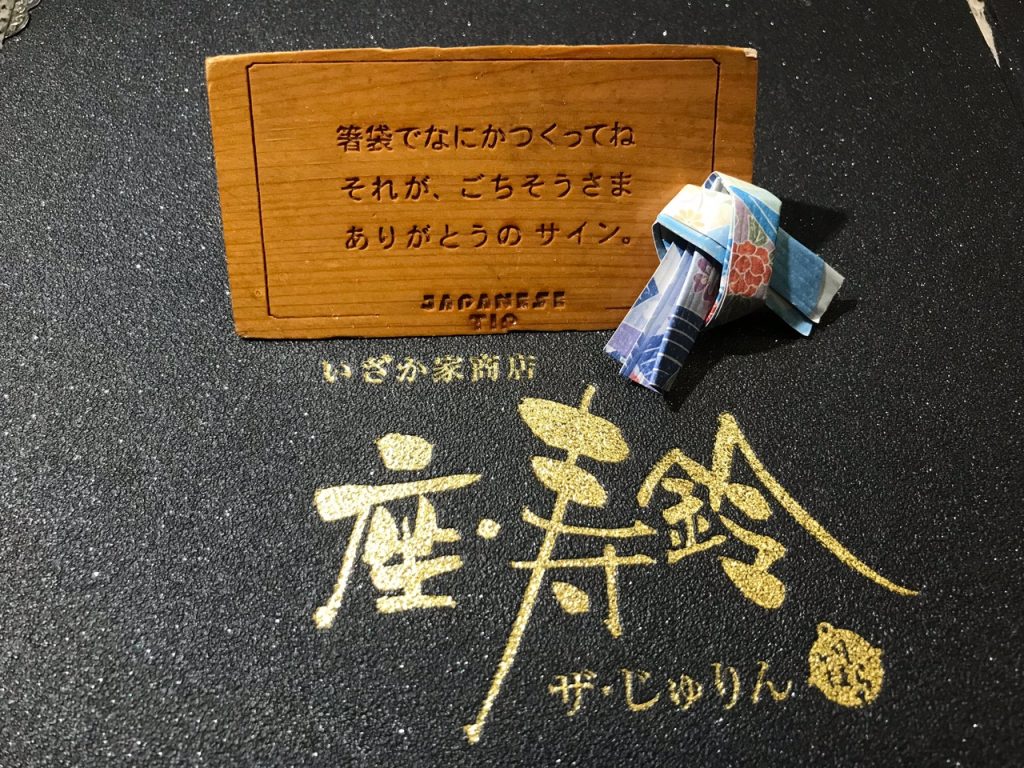 箸袋でなにかつくってね
それが、ごちそうさま
ありがとうの サイン。
JAPANESE
TIP
いざか家商店
座・寿鈴
ザ・じゅりん